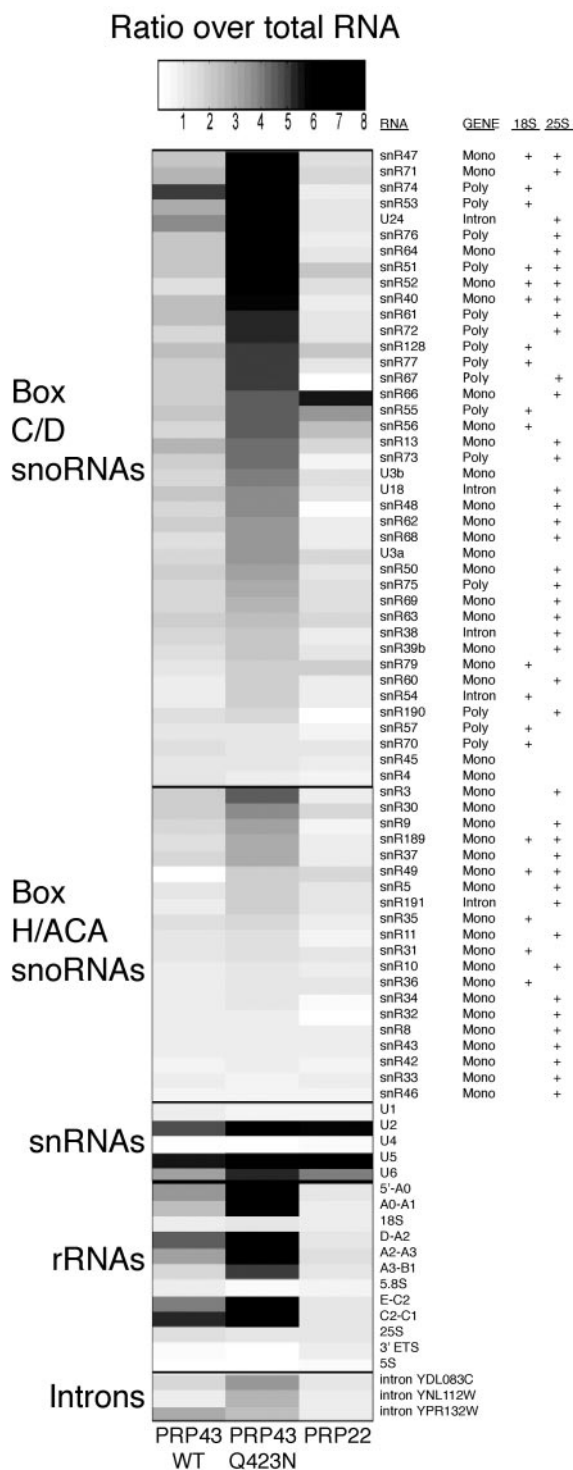 Ratio over total RNA
1 2 3 4 5 6 7 8
RNA GENE 18S 25S
snR47 Mono + +
snR71 Mono +
snR74 Poly +
snR53 Poly +
U24 Intron +
snR76 Poly +
snR64 Mono +
snR51 Poly + +
snR52 Mono + +
snR40 Mono + +
snR61 Poly +
snR72 Poly +
snR128 Poly +
snR77 Poly +
snR67 Poly +
snR66 Mono +
snR55 Poly +
snR56 Mono +
snR13 Mono +
snR73 Poly +
U3b Mono
U18 Intron +
snR48 Mono +
snR62 Mono +
snR68 Mono +
U3a Mono
snR50 Mono +
snR75 Poly +
snR69 Mono +
snR63 Mono +
snR38 Intron +
snR39b Mono +
snR79 Mono +
snR60 Mono +
snR54 Intron +
snR190 Poly +
snR57 Poly +
snR70 Poly +
snR45 Mono
snR4 Mono
Box
C/D
snoRNAs
snR3 Mono +
snR30 Mono
snR9 Mono +
snR189 Mono + +
snR37 Mono +
snR49 Mono + +
snR5 Mono +
snR191 Intron +
snR35 Mono +
snR11 Mono +
snR31 Mono +
snR10 Mono +
snR36 Mono +
snR34 Mono +
snR32 Mono +
snR8 Mono +
snR43 Mono +
snR42 Mono +
snR33 Mono +
snR46 Mono +
Box
H/ACA
snoRNAs
U1
U2
U4
U5
U6
snRNAs
5'-A0
A0-A1
18S
D-A2
A2-A3
A3-B1
5.8S
E-C2
C2-C1
25S
3' ETS
5S
rRNAs
intron YDL083C
intron YNL112W
intron YPR132W
Introns
PRP43 PRP43 PRP22
WT Q423N